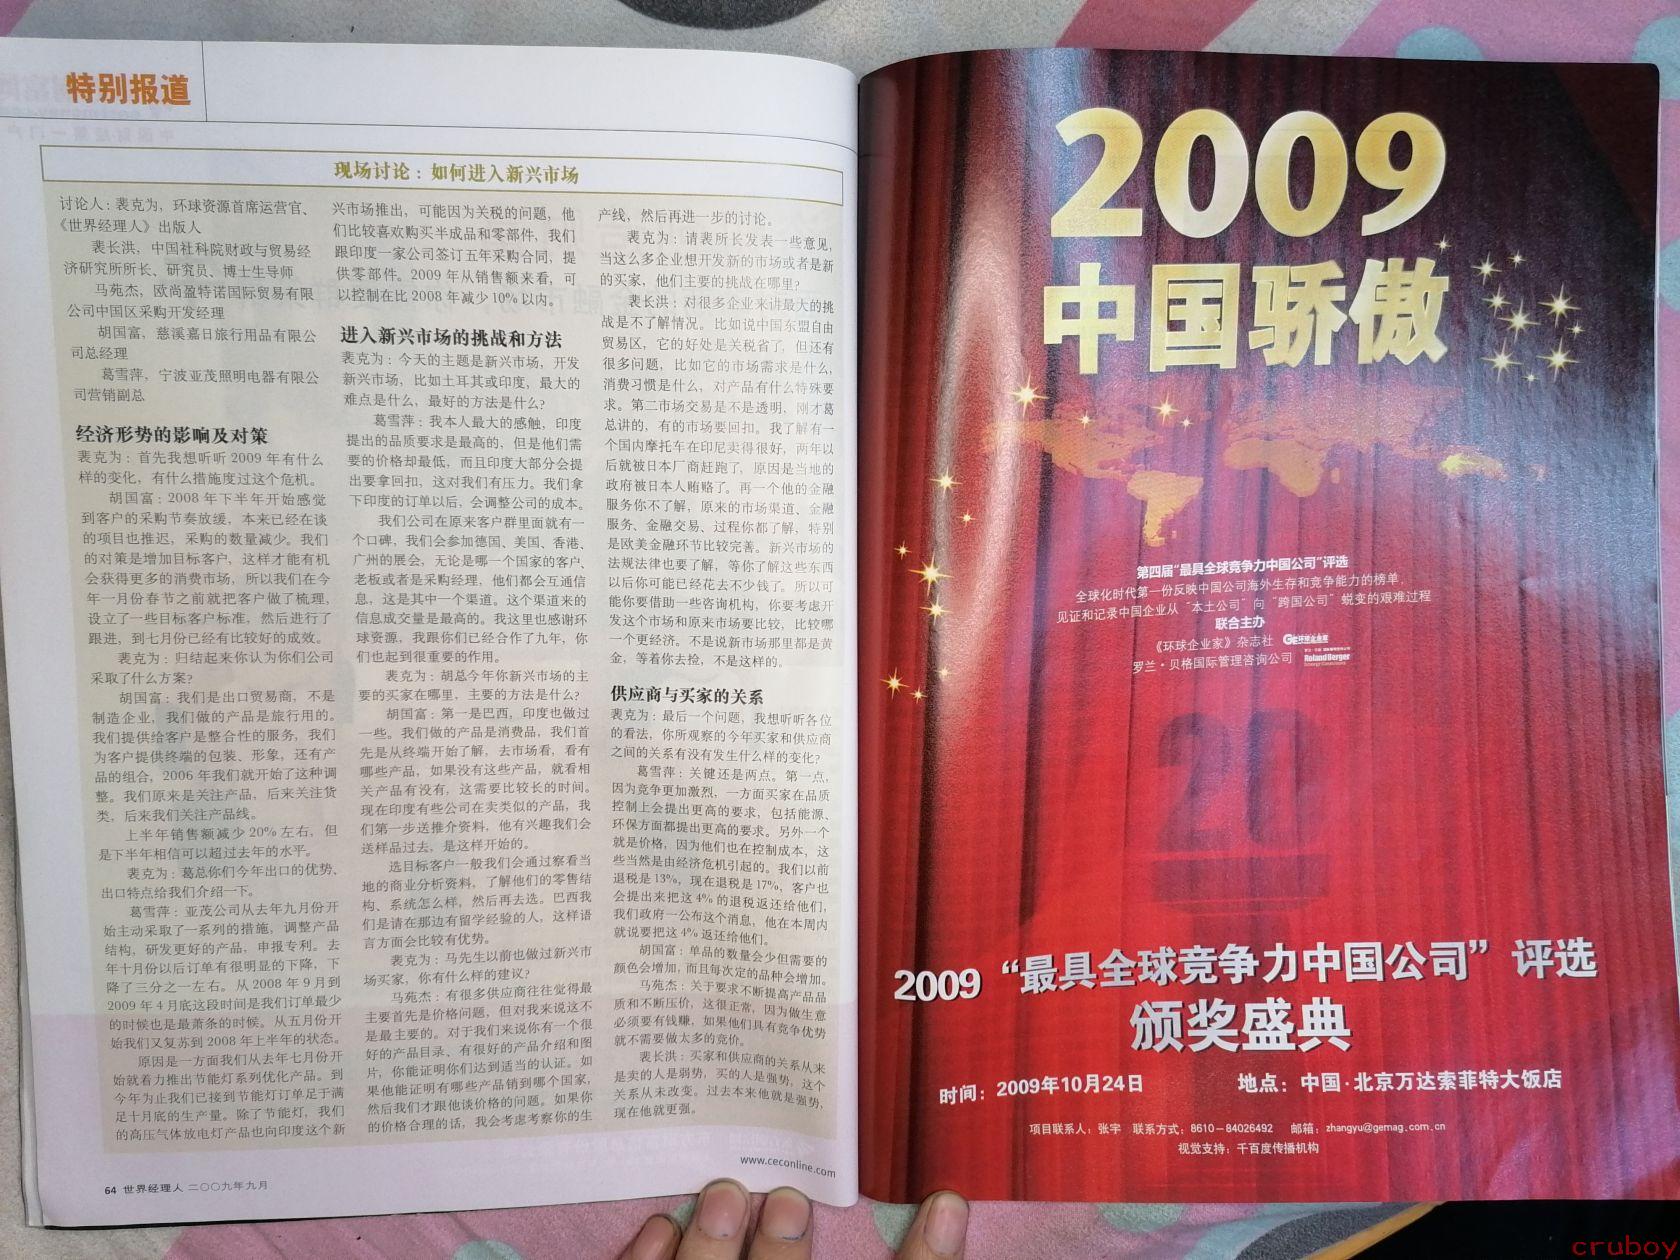 特别报道
现场讨论：如何进入新兴市场
讨论人：裴克为，环球资源首席运营官、
《世界经理人》出版人
裴长洪，中国社科院财政与贸易经
济研究所所长、研究员、博士生导师
马苑杰，欧尚盈特诺国际贸易有限
公司中国区采购开发经理
胡国富，慈溪嘉日旅行用品有限公
司总经理
葛雪萍，宁波亚茂照明电器有限公
司营销副总
经济形势的影响及对策
裴克为：首先我想听听 2009 年有什么
样的变化，有什么措施度过这个危机。
胡国富：2008 年下半年开始感觉
到客户的采购节奏放缓，本来已经在谈
的项目也推迟，采购的数量减少。我们
的对策是增加目标客户，这样才能有机
会获得更多的消费市场，所以我们在今
年一月份春节之前就把客户做了梳理，
设立了一些目标客户标准，然后进行了
跟进，到七月份已经有比较好的成效。
裴克为：归结起来你认为你们公司
采取了什么方案？
胡国富：我们是出口贸易商，不是
制造企业，我们做的产品是旅行用的。
我们提供给客户是整合性的服务，我们
为客户提供终端的包装、形象，还有产
品的组合，2006 年我们就开始了这种调
整。我们原来是关注产品，后来关注货
类，后来我们关注产品线。
上半年销售额减少 20% 左右，但
是下半年相信可以超过去年的水平。
裴克为：葛总你们今年出口的优势、
出口特点给我们介绍一下。
葛雪萍：亚茂公司从去年九月份开
始主动采取了一系列的措施，调整产品
结构，研发更好的产品，申报专利。去
年十月份以后订单有很明显的下降，下
降了三分之一左右。从 2008 年 9 月到
2009 年 4 月底这段时间是我们订单最少
的时候也是最萧条的时候。从五月份开
始我们又复苏到 2008 年上半年的状态。
原因是一方面我们从去年七月份开
始就着力推出节能灯系列优化产品。到
今年为止我们已接到节能灯订单足于满
足十月底的生产量。除了节能灯，我们
的高压气体放电灯产品也向印度这个新
兴市场推出，可能因为关税的问题，他
们比较喜欢购买半成品和零部件，我们
跟印度一家公司签订五年采购合同，提
供零部件。2009 年从销售额来看，可
以控制在比 2008 年减少 10% 以内。
进入新兴市场的挑战和方法
裴克为：今天的主题是新兴市场，开发
新兴市场，比如土耳其或印度，最大的
难点是什么，最好的方法是什么？
葛雪萍：我本人最大的感触，印度
提出的品质要求是最高的，但是他们需
要的价格却最低，而且印度大部分会提
出要拿回扣，这对我们有压力。我们拿
下印度的订单以后，会调整公司的成本。
我们公司在原来客户群里面就有一
个口碑，我们会参加德国、美国、香港、
广州的展会，无论是哪一个国家的客户、
老板或者是采购经理，他们都会互通信
息，这是其中一个渠道。这个渠道来的
信息成交量是最高的。我这里也感谢环
球资源，我跟你们已经合作了九年，你
们也起到很重要的作用。
裴克为：胡总今年你新兴市场的主
要的买家在哪里，主要的方法是什么？
胡国富：第一是巴西，印度也做过
一些。我们做的产品是消费品，我们首
先是从终端开始了解，去市场看，看有
哪些产品，如果没有这些产品，就看相
关产品有没有，这需要比较长的时间。
现在印度有些公司在卖类似的产品，我
们第一步送推介资料，他有兴趣我们会
送样品过去，是这样开始的。
选目标客户一般我们会通过察看当
地的商业分析资料，了解他们的零售结
构、系统怎么样，然后再去选。巴西我
们是请在那边有留学经验的人，这样语
言方面会比较有优势。
裴克为：马先生以前也做过新兴市
场买家，你有什么样的建议？
马苑杰：有很多供应商往往觉得最
主要首先是价格问题，但对我来说这不
是最主要的。对于我们来说你有一个很
好的产品目录、有很好的产品介绍和图
片，你能证明你们达到适当的认证。如
果他能证明有哪些产品销到哪个国家，
然后我们才跟他谈价格的问题。如果你
的价格合理的话，我会考虑考察你的生
产线，然后再进一步的讨论。
裴克为：请裴所长发表一些意见，
当这么多企业想开发新的市场或者是新
的买家，他们主要的挑战在哪里？
裴长洪：对很多企业来讲最大的挑
战是不了解情况。比如说中国东盟自由
贸易区，它的好处是关税省了，但还有
很多问题，比如它的市场需求是什么，
消费习惯是什么，对产品有什么特殊要
求。第二市场交易是不是透明，刚才葛
总讲的，有的市场要回扣。我了解有一
个国内摩托车在印尼卖得很好，两年以
后就被日本厂商赶跑了，原因是当地的
政府被日本人贿赂了。再一个他的金融
服务你不了解，原来的市场渠道、金融
服务、金融交易、过程你都了解，特别
是欧美金融环节比较完善。新兴市场的
法规法律也要了解，等你了解这些东西
以后你可能已经花去不少钱了。所以可
能你要借助一些咨询机构，你要考虑开
发这个市场和原来市场要比较，比较哪
一个更经济。不是说新市场那里都是黄
金，等着你去捡，不是这样的。
供应商与买家的关系
裴克为：最后一个问题，我想听听各位
的看法，你所观察的今年买家和供应商
之间的关系有没有发生什么样的变化？
葛雪萍：关键还是两点。第一点，
因为竞争更加激烈，一方面买家在品质
控制上会提出更高的要求，包括能源、
环保方面都提出更高的要求。另外一个
就是价格，因为他们也在控制成本，这
些当然是由经济危机引起的。我们以前
退税是 13%，现在退税是 17%，客户也
会提出来把这 4% 的退税返还给他们，
我们政府一公布这个消息，他在本周内
就说要把这 4% 返还给他们。
胡国富：单品的数量会少但需要的
颜色会增加，而且每次定的品种会增加。
马苑杰：关于要求不断提高产品品
质和不断压价，这很正常，因为做生意
必须要有钱赚，如果他们具有竞争优势
就不需要做太多的竞价。
裴长洪：买家和供应商的关系从来
是卖的人是弱势，买的人是强势，这个
关系从未改变。过去本来他就是强势，
现在他就更强。
www.ceconline.com
64 世界经理人 二〇〇九年九月
2009
中国骄傲
第四届“最具全球竞争力中国公司”评选
全球化时代第一份反映中国公司海外生存和竞争能力的榜单，
见证和记录中国企业从“本土公司”向“跨国公司”蜕变的艰难过程
联合主办
《环球企业家》杂志社 GE环球企业家
罗兰·贝格国际管理咨询公司 Roland Berger
20
2009 “最具全球竞争力中国公司”评选
颁奖盛典
时间：2009年10月24日 地点：中国·北京万达索菲特大饭店
项目联系人：张宇 联系方式：8610-84026492 邮箱：zhangyu@gemag.com.cn
视觉支持：千百度传播机构
cruboy